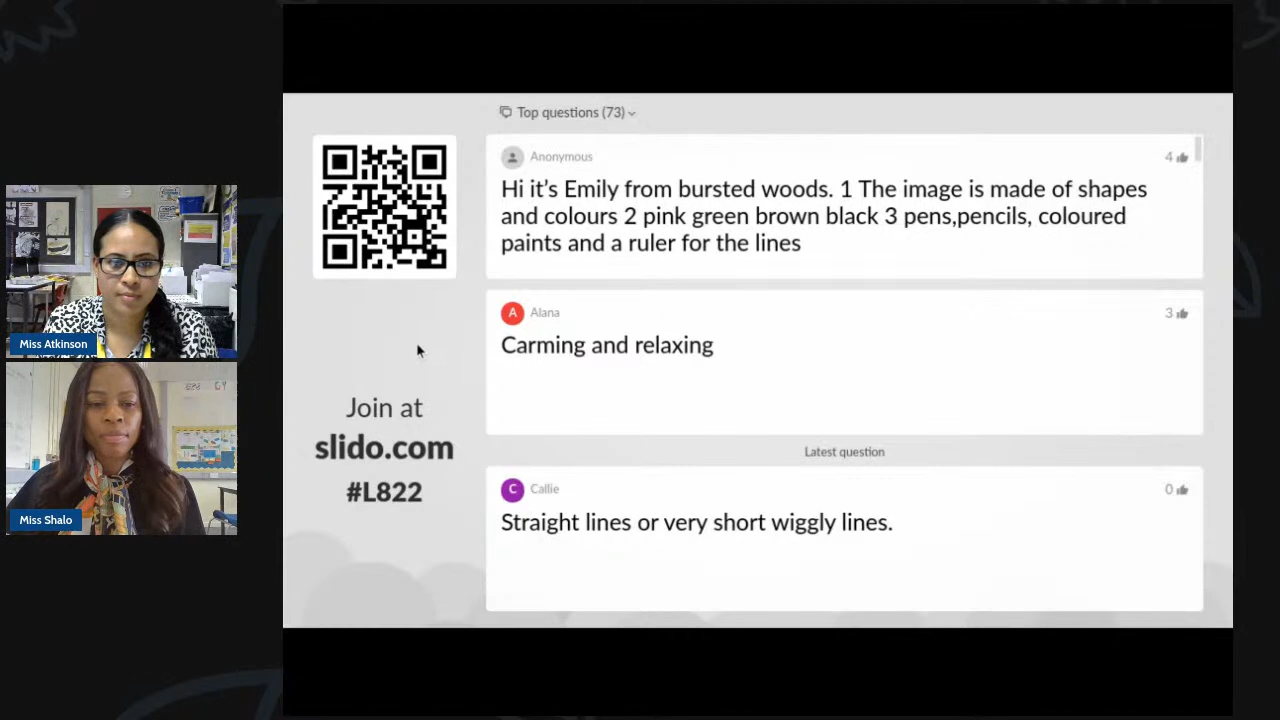 Top questions (73)
Anonymous
4
Hi it's Emily from bursted woods. 1 The image is made of shapes
and colours 2 pink green brown black 3 pens,pencils, coloured
paints and a ruler for the lines
A Alana
3
Carming and relaxing
Latest question
C Callie
0
Straight lines or very short wiggly lines.
Join at
slido.com
#L822
Miss Atkinson
Miss Shalo